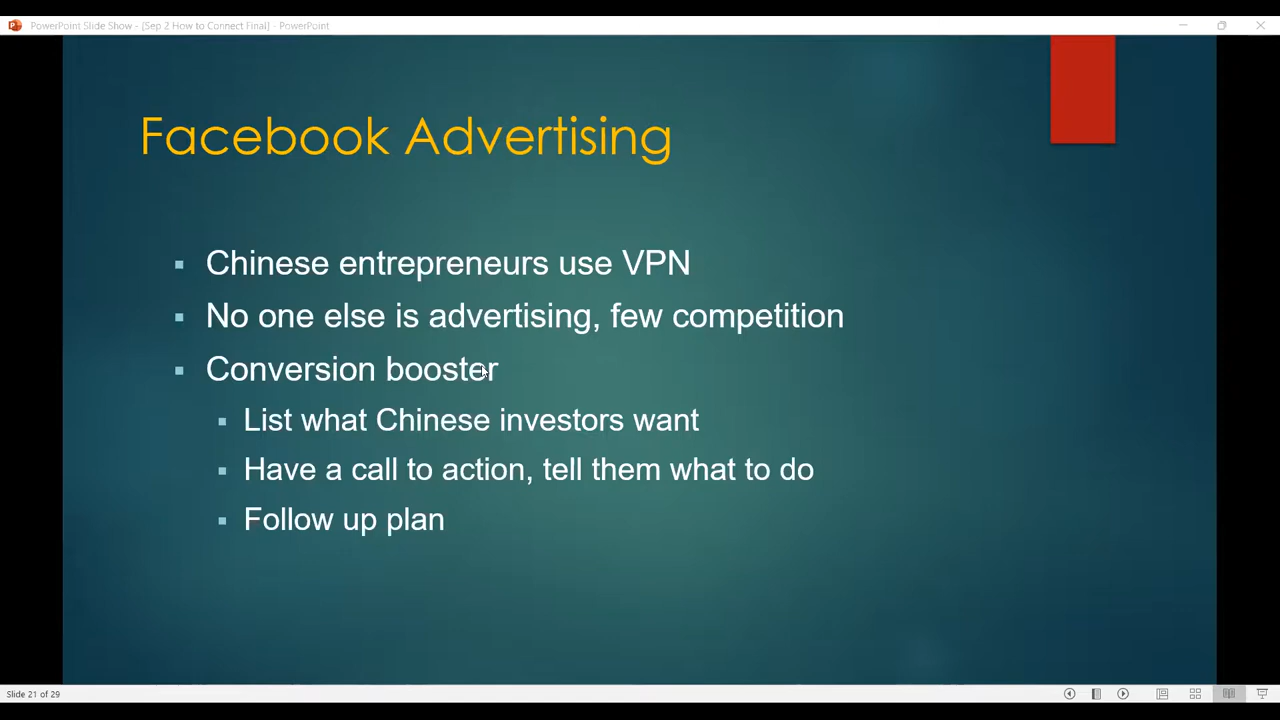 PowerPoint Slide Show - [Sep 2 How to Connect Final] - PowerPoint
Facebook Advertising
Chinese entrepreneurs use VPN
No one else is advertising, few competition
Conversion booster
List what Chinese investors want
Have a call to action, tell them what to do
Follow up plan
Slide 21 of 29